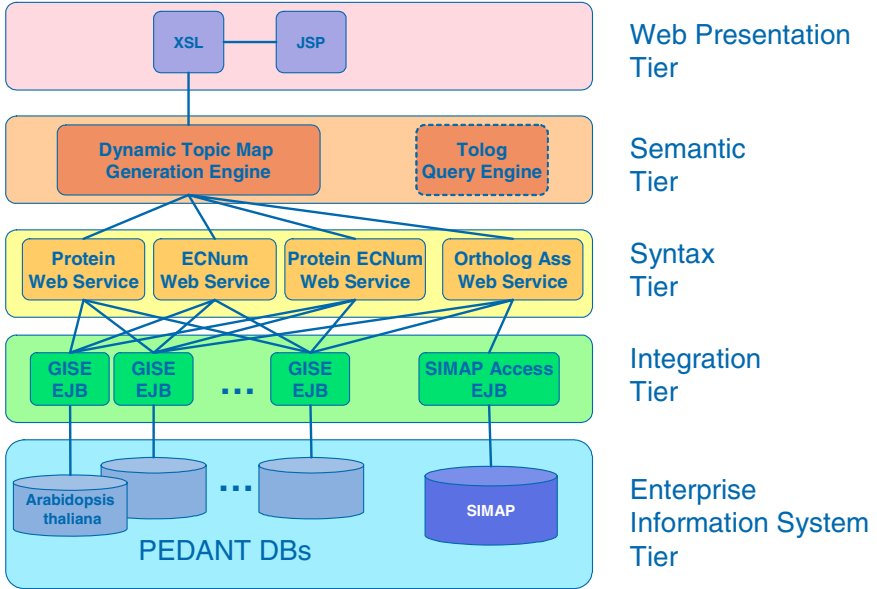 XSL
JSP
Web Presentation
Tier
Dynamic Topic Map
Generation Engine
Tolog
Query Engine
Semantic
Tier
Protein
Web Service
ECNum
Web Service
Protein ECNum
Web Service
Ortholog Ass
Web Service
Syntax
Tier
GISE
EJB
GISE
EJB
...
GISE
EJB
SIMAP Access
EJB
Integration
Tier
Arabidopsis
thaliana
...
SIMAP
PEDANT DBs
Enterprise
Information System
Tier